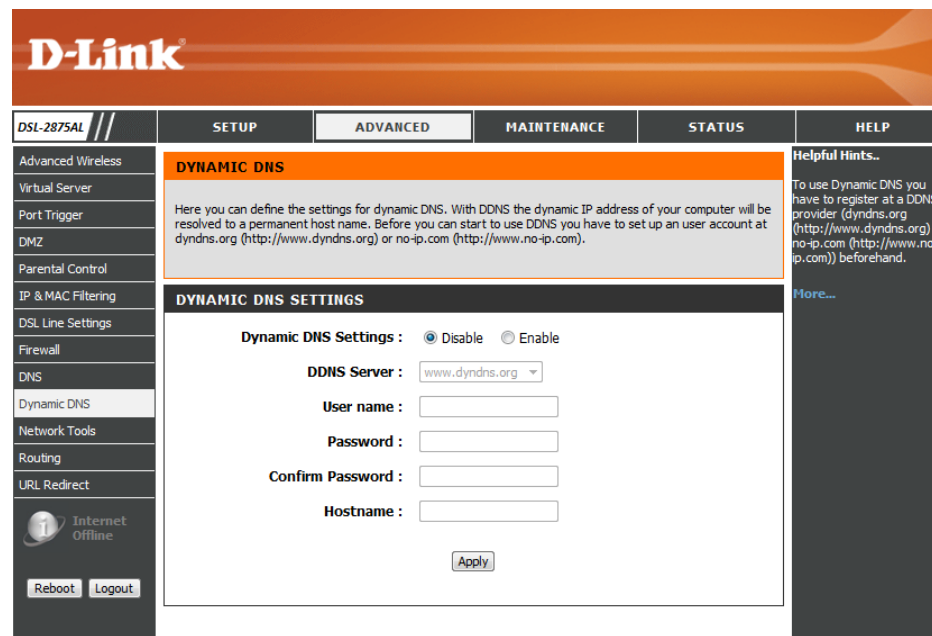 D-Link®
DSL-2875AL
SETUP
ADVANCED
MAINTENANCE
STATUS
HELP
Advanced Wireless
Virtual Server
Port Trigger
DMZ
Parental Control
IP & MAC Filtering
DSL Line Settings
Firewall
DNS
Dynamic DNS
Network Tools
Routing
URL Redirect
Internet
Offline
Reboot
Logout
DYNAMIC DNS
Here you can define the settings for dynamic DNS. With DDNS the dynamic IP address of your computer will be
resolved to a permanent host name. Before you can start to use DDNS you have to set up an user account at
dyndns.org (http://www.dyndns.org) or no-ip.com (http://www.no-ip.com).
DYNAMIC DNS SETTINGS
Dynamic DNS Settings : Disable Enable
DDNS Server : www.dyndns.org
User name :
Password :
Confirm Password :
Hostname :
Apply
Helpful Hints..
To use Dynamic DNS you
have to register at a DDNS
provider (dyndns.org
(http://www.dyndns.org)
no-ip.com (http://www.no
ip.com)) beforehand.
More...